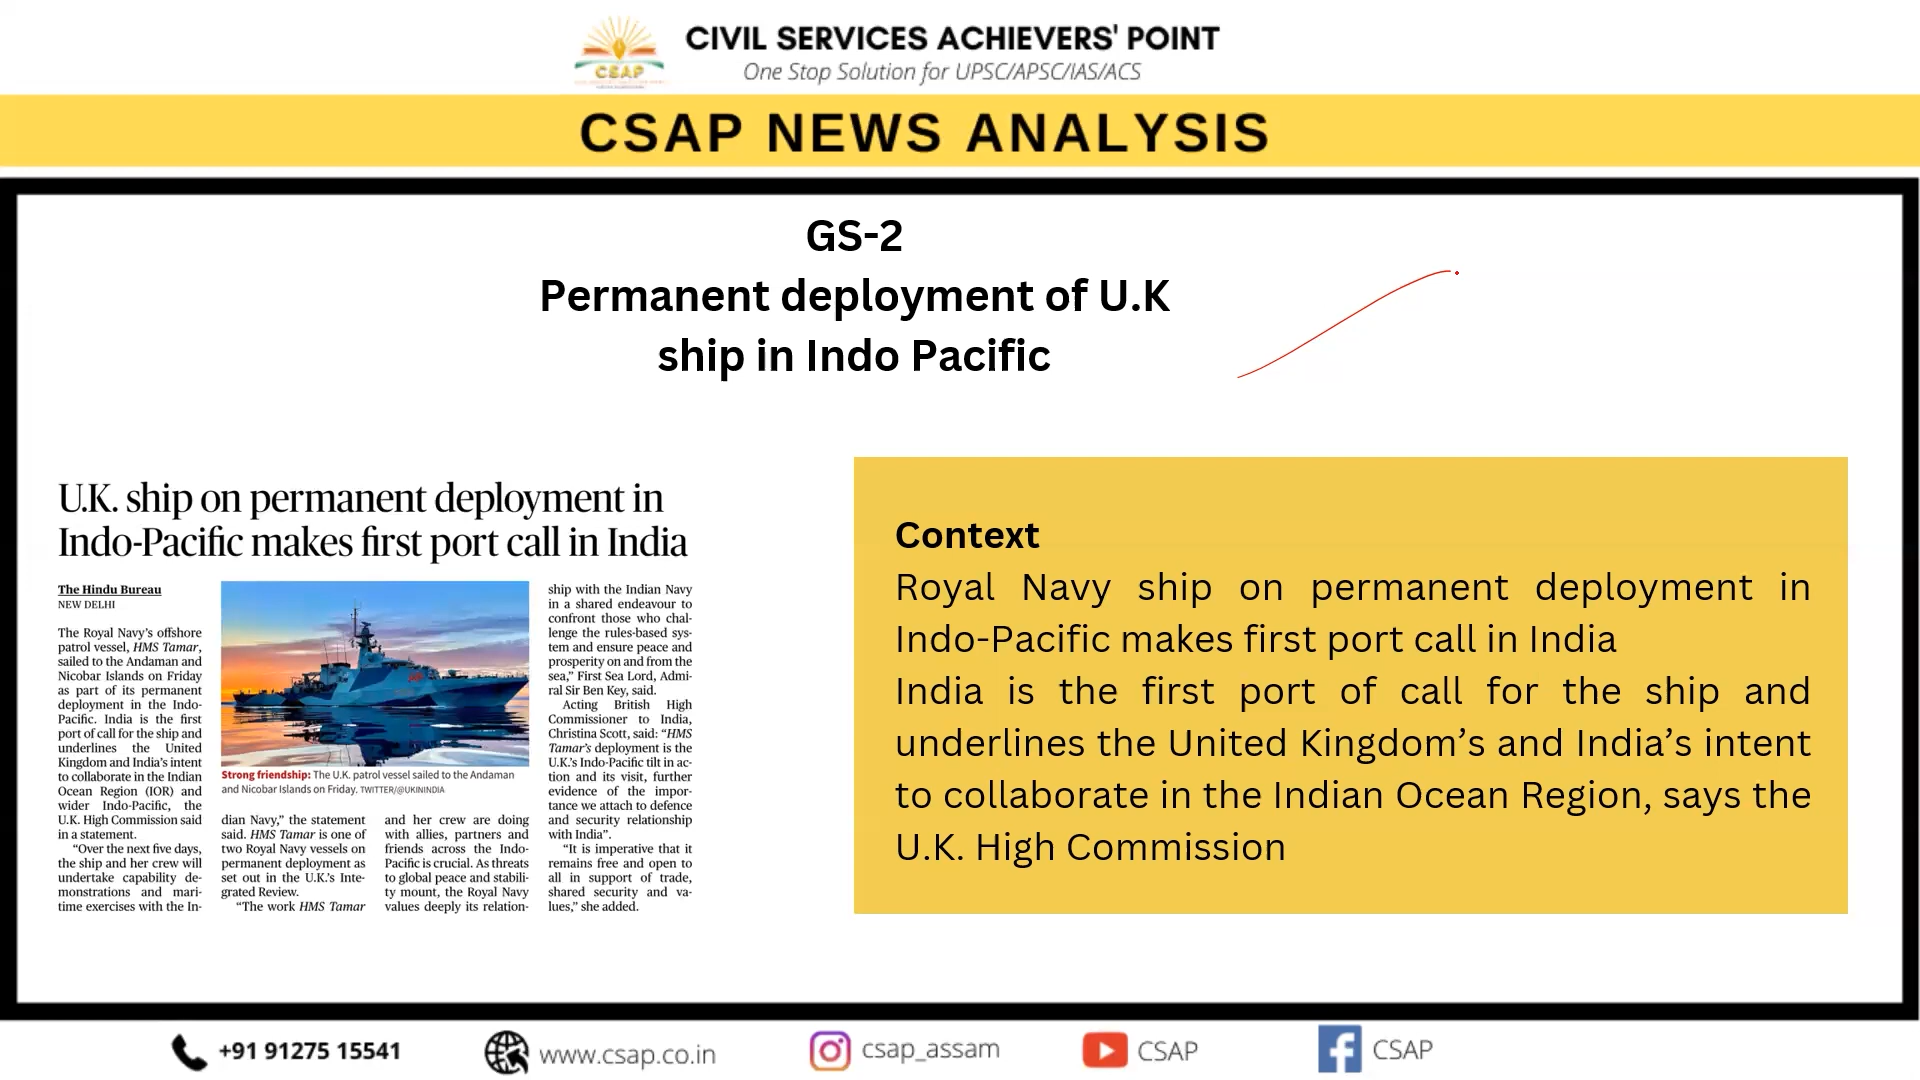 CIVIL SERVICES ACHIEVERS' POINT
One Stop Solution for UPSC/APSC/IAS/ACS
CSAP
CSAP NEWS ANALYSIS
GS-2
Permanent deployment of U.K
ship in Indo Pacific
U.K. ship on permanent deployment in
Indo-Pacific makes first port call in India
The Hindu Bureau
NEW DELHI
The Royal Navy's offshore
patrol vessel, HMS Tamar,
sailed to the Andaman and
Nicobar Islands on Friday
as part of its permanent
deployment in the Indo-
Pacific. India is the first
port of call for the ship and
underlines the United
Kingdom and India's intent
to collaborate in the Indian
Ocean Region (IOR) and
wider Indo-Pacific, the
U.K. High Commission said
in a statement.
"Over the next five days,
the ship and her crew will
undertake capability de-
monstrations and mari-
time exercises with the In-
Strong friendship: The U.K. patrol vessel sailed to the Andaman
and Nicobar Islands on Friday. TWITTER/@UKININDIA
dian Navy," the statement
said. HMS Tamar is one of
two Royal Navy vessels on
permanent deployment as
set out in the U.K.'s Inte-
grated Review.
"The work HMS Tamar
and her crew are doing
with allies, partners and
friends across the Indo-
Pacific is crucial. As threats
to global peace and stabili-
ty mount, the Royal Navy
values deeply its relation-
ship with the Indian Navy
in a shared endeavour to
confront those who chal-
lenge the rules-based sys-
tem and ensure peace and
prosperity on and from the
sea," First Sea Lord, Admi-
ral Sir Ben Key, said.
Acting British High
Commissioner to India,
Christina Scott, said: "HMS
Tamar's deployment is the
U.K.'s Indo-Pacific tilt in ac-
tion and its visit, further
evidence of the impor-
tance we attach to defence
and security relationship
with India".
"It is imperative that it
remains free and open to
all in support of trade,
shared security and va-
lues," she added.
Context
Royal Navy ship on permanent deployment in
Indo-Pacific makes first port call in India
India is the first port of call for the ship and
underlines the United Kingdom's and India's intent
to collaborate in the Indian Ocean Region, says the
U.K. High Commission
+91 91275 15541
www.csap.co.in
csap_assam
CSAP
CSAP